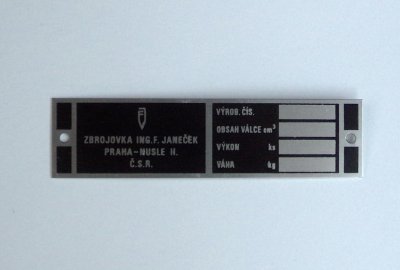 ZBROJOVKA ING. F. JANEČEK
PRAHA-NUSLE II.
Č.S.R.
VÝROB. ČÍS.
OBSAH VÁLCE cm³
VÝKON ks
VÁHA kg